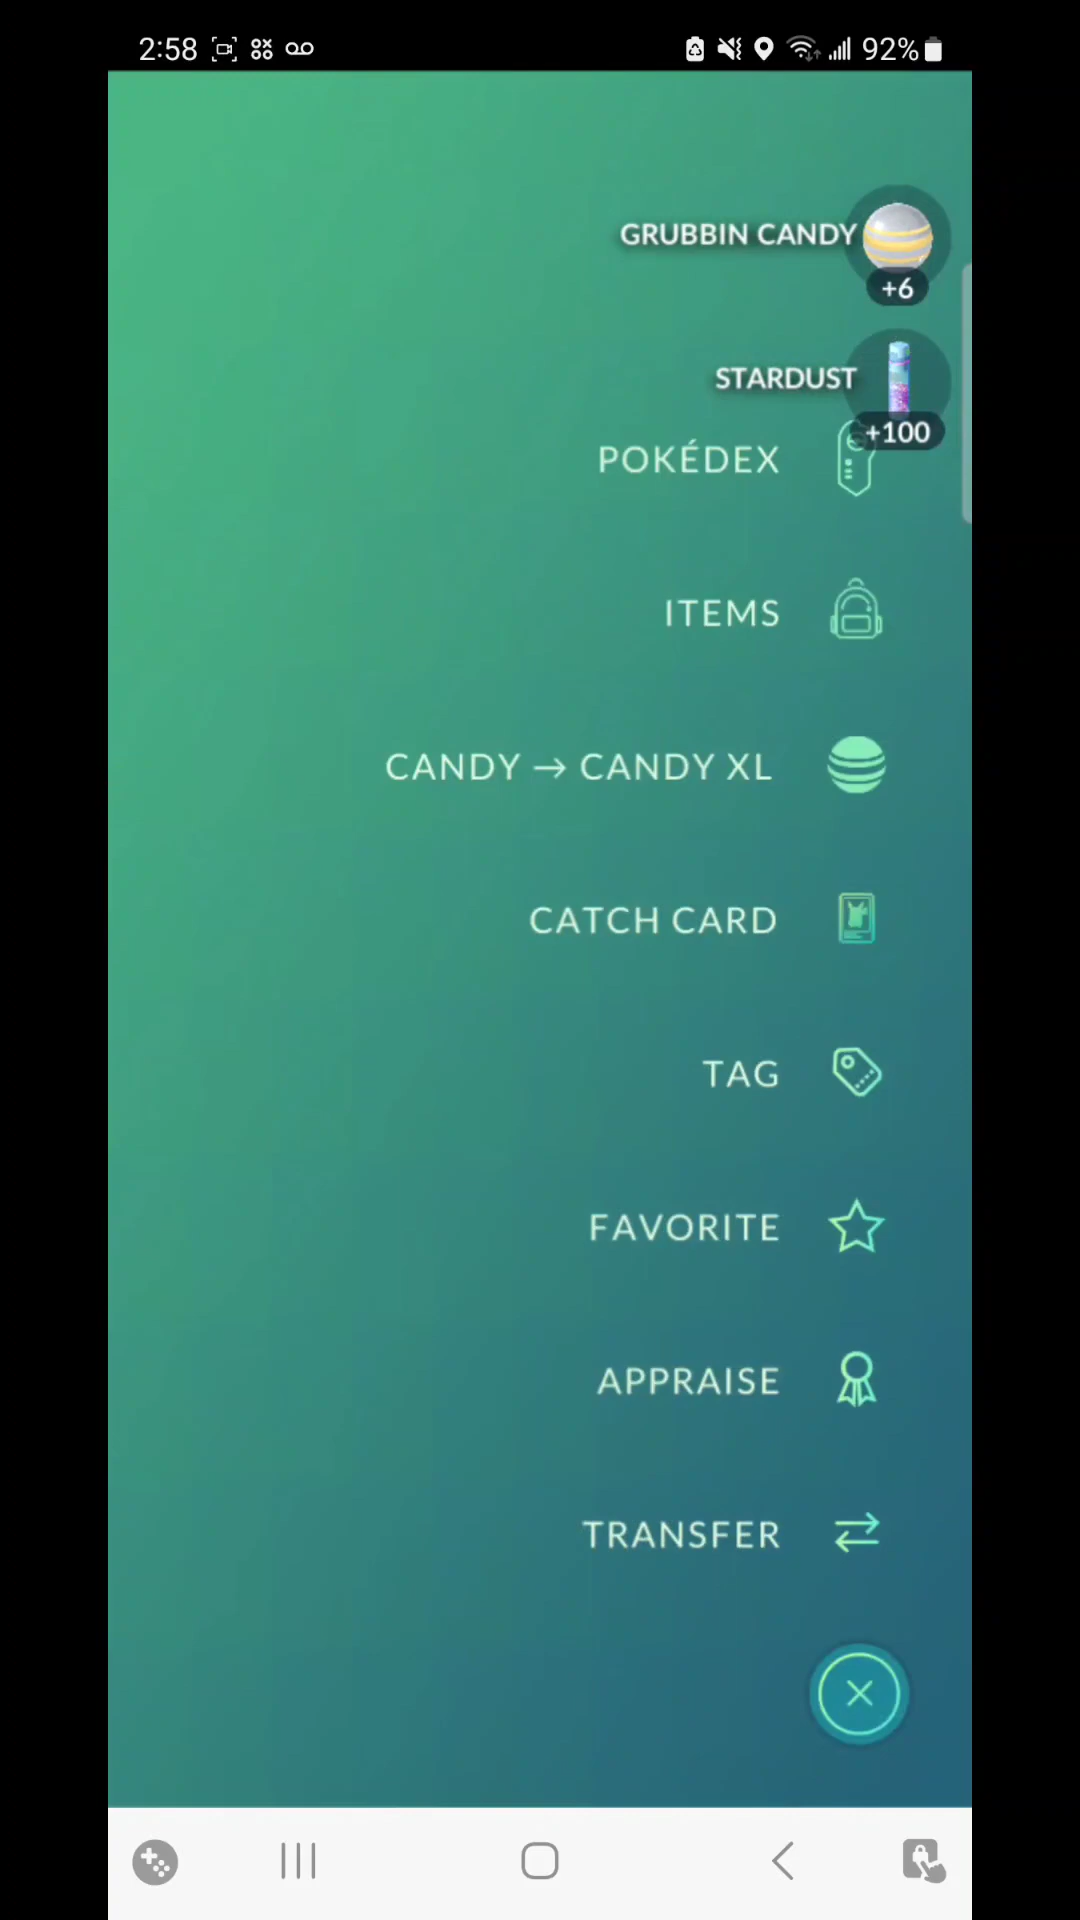 2:58 92%
GRUBBIN CANDY
+6
STARDUST
+100
POKÉDEX
ITEMS
CANDY → CANDY XL
CATCH CARD
TAG
FAVORITE
APPRAISE
TRANSFER